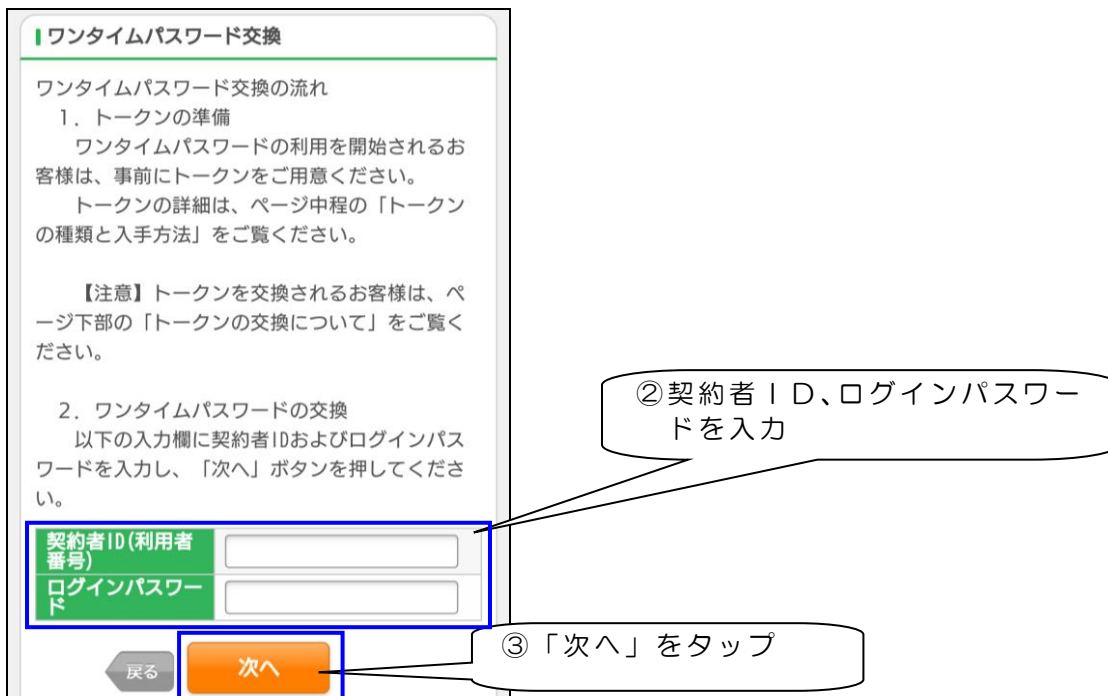 ワンタイムパスワード交換
ワンタイムパスワード交換の流れ
１．トークンの準備
ワンタイムパスワードの利用を開始されるお
客様は、事前にトークンをご用意ください。
トークンの詳細は、ページ中程の「トークン
の種類と入手方法」をご覧ください。
【注意】トークンを交換されるお客様は、ペ
ージ下部の「トークンの交換について」をご覧く
ださい。
２．ワンタイムパスワードの交換
以下の入力欄に契約者IDおよびログインパス
ワードを入力し、「次へ」ボタンを押してくださ
い。
②契約者ＩＤ、ログインパスワー
ドを入力
契約者ID(利用者
番号)
ログインパスワー
ド
③「次へ」をタップ
戻る
次へ